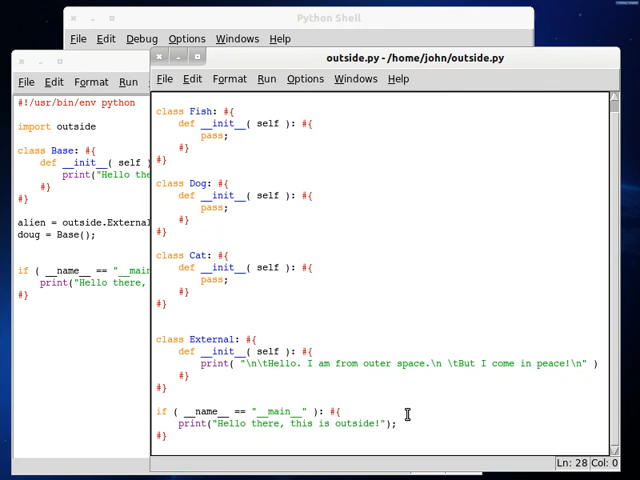 Python Shell
File Edit Debug Options Windows Help
File Edit Format Run
#!/usr/bin/env python
import outside
class Base: #{
def __init__( self )
print("Hello the
#}
#}
alien = outside.External
doug = Base();
if ( __name__ == "__main
print("Hello there,
#}
outside.py - /home/john/outside.py
File Edit Format Run Options Windows Help
class Fish: #{
def __init__( self ): #{
pass;
#}
#}
class Dog: #{
def __init__( self ): #{
pass;
#}
#}
class Cat: #{
def __init__( self ): #{
pass;
#}
#}
class External: #{
def __init__( self ): #{
print( "\n\tHello. I am from outer space.\n \tBut I come in peace!\n" )
#}
#}
if ( __name__ == "__main__" ): #{
print("Hello there, this is outside!");
#}
Ln: 28 Col: 0